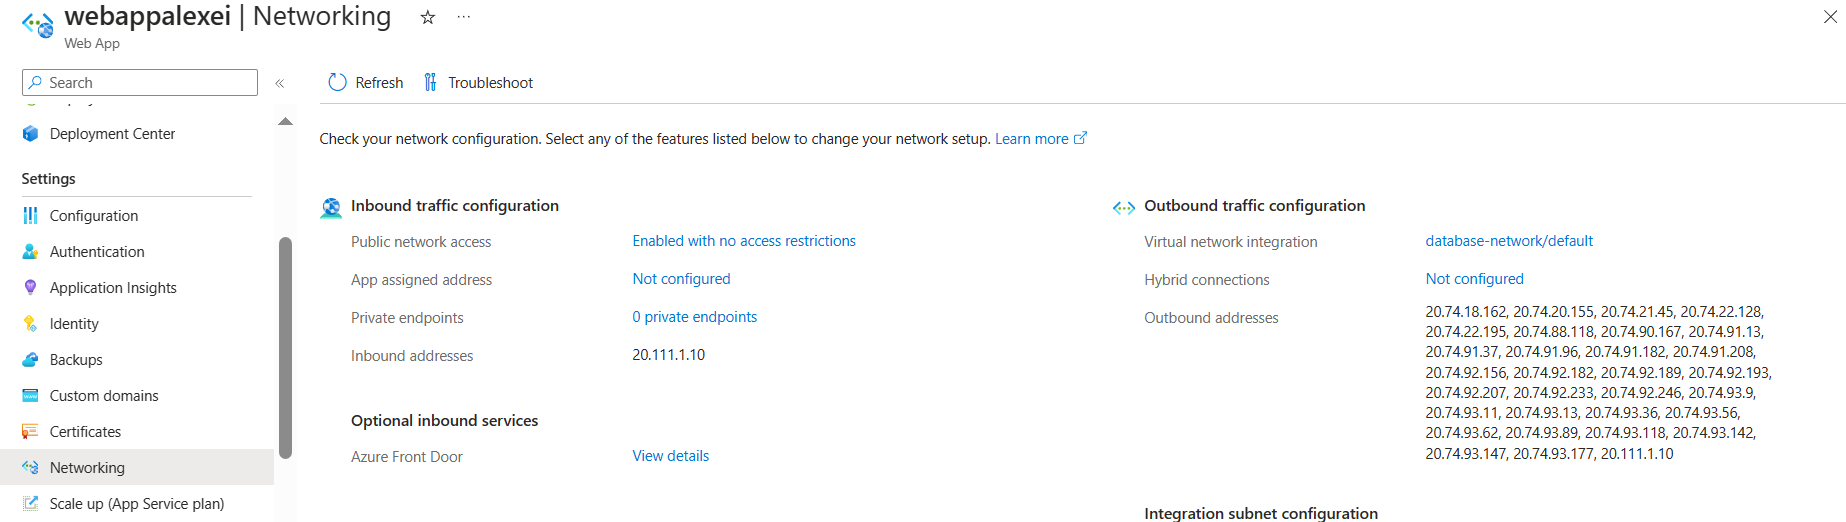 webappalexei | Networking
Web App
Search
Deployment Center
Settings
Configuration
Authentication
Application Insights
Identity
Backups
Custom domains
Certificates
Networking
Scale up (App Service plan)
Refresh
Troubleshoot
Check your network configuration. Select any of the features listed below to change your network setup. Learn more
Inbound traffic configuration
Public network access Enabled with no access restrictions
App assigned address Not configured
Private endpoints 0 private endpoints
Inbound addresses 20.111.1.10
Optional inbound services
Azure Front Door View details
Outbound traffic configuration
Virtual network integration database-network/default
Hybrid connections Not configured
Outbound addresses 20.74.18.162, 20.74.20.155, 20.74.21.45, 20.74.22.128,
20.74.22.195, 20.74.88.118, 20.74.90.167, 20.74.91.13,
20.74.91.37, 20.74.91.96, 20.74.91.182, 20.74.91.208,
20.74.92.156, 20.74.92.182, 20.74.92.189, 20.74.92.193,
20.74.92.207, 20.74.92.233, 20.74.92.246, 20.74.93.9,
20.74.93.11, 20.74.93.13, 20.74.93.36, 20.74.93.56,
20.74.93.62, 20.74.93.89, 20.74.93.118, 20.74.93.142,
20.74.93.147, 20.74.93.177, 20.111.1.10
Integration subnet configuration